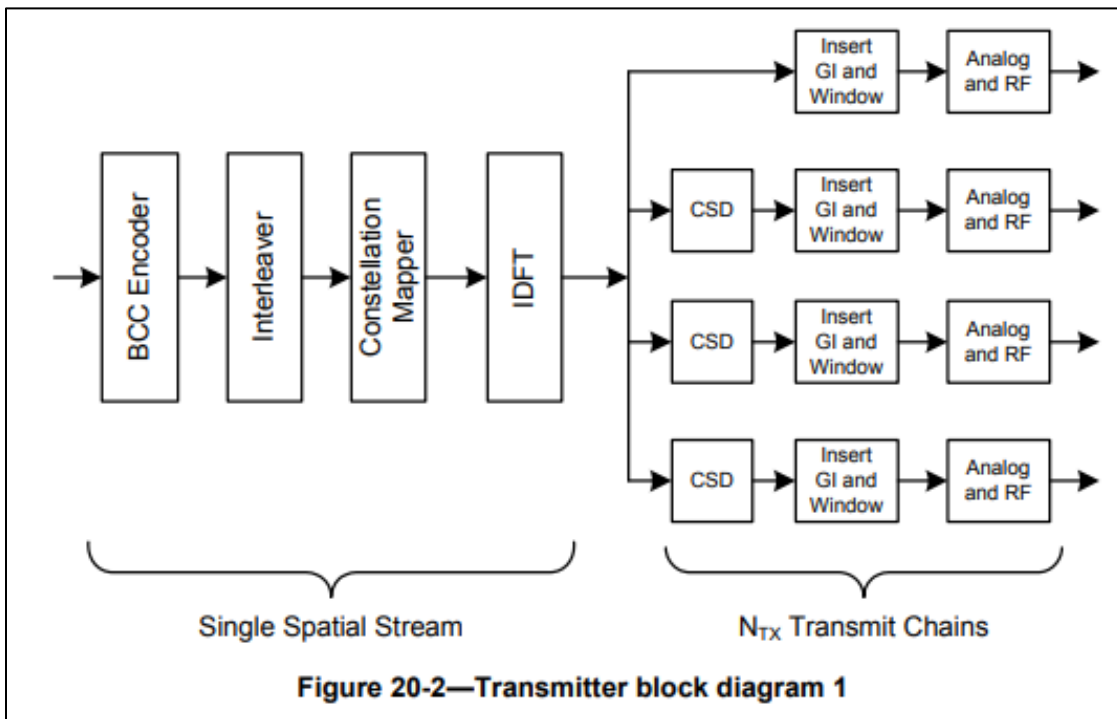 Insert
GI and
Window
Analog
and RF
BCC Encoder
Interleaver
Constellation
Mapper
IDFT
CSD
Insert
GI and
Window
Analog
and RF
CSD
Insert
GI and
Window
Analog
and RF
CSD
Insert
GI and
Window
Analog
and RF
Single Spatial Stream
N_TX Transmit Chains
Figure 20-2—Transmitter block diagram 1